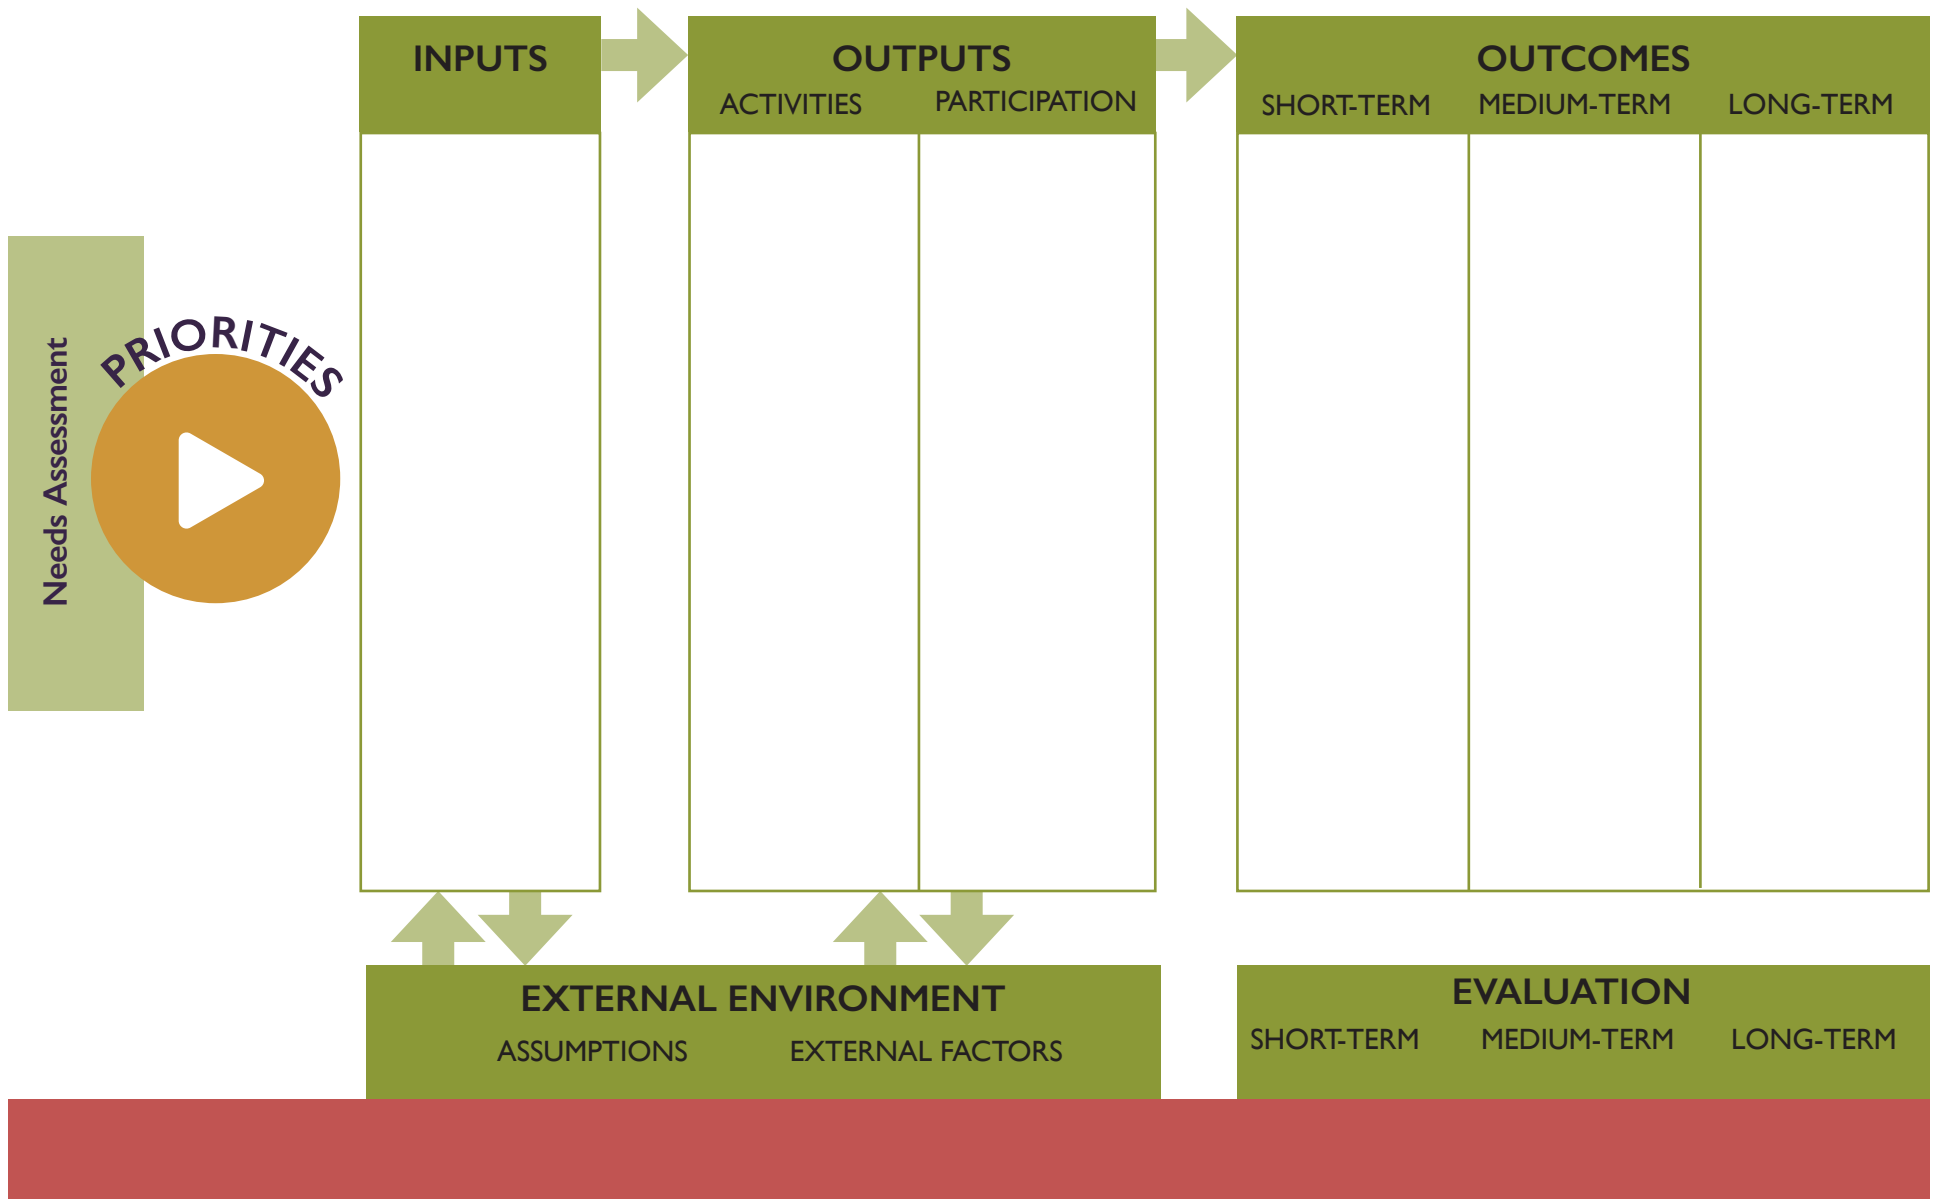 INPUTS
OUTPUTS
ACTIVITIES PARTICIPATION
OUTCOMES
SHORT-TERM MEDIUM-TERM LONG-TERM
Needs Assessment
PRIORITIES
EXTERNAL ENVIRONMENT
ASSUMPTIONS EXTERNAL FACTORS
EVALUATION
SHORT-TERM MEDIUM-TERM LONG-TERM